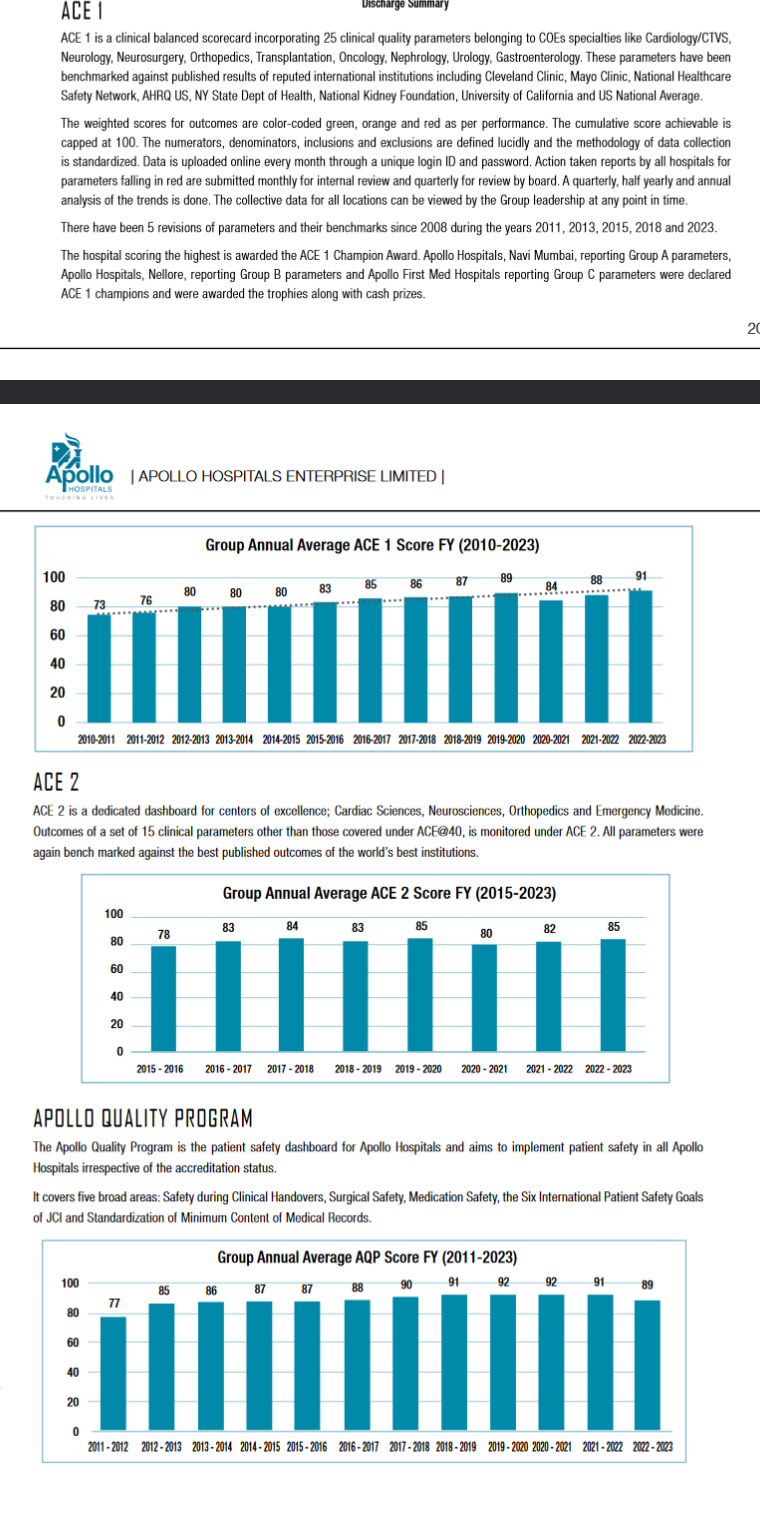 Discharge Summary
ACE 1
ACE 1 is a clinical balanced scorecard incorporating 25 clinical quality parameters belonging to COEs specialties like Cardiology/CTVS,
Neurology, Neurosurgery, Orthopedics, Transplantation, Oncology, Nephrology, Urology, Gastroenterology. These parameters have been
benchmarked against published results of reputed international institutions including Cleveland Clinic, Mayo Clinic, National Healthcare
Safety Network, AHRQ US, NY State Dept of Health, National Kidney Foundation, University of California and US National Average.
The weighted scores for outcomes are color-coded green, orange and red as per performance. The cumulative score achievable is
capped at 100. The numerators, denominators, inclusions and exclusions are defined lucidly and the methodology of data collection
is standardized. Data is uploaded online every month through a unique login ID and password. Action taken reports by all hospitals for
parameters falling in red are submitted monthly for internal review and quarterly for review by board. A quarterly, half yearly and annual
analysis of the trends is done. The collective data for all locations can be viewed by the Group leadership at any point in time.
There have been 5 revisions of parameters and their benchmarks since 2008 during the years 2011, 2013, 2015, 2018 and 2023.
The hospital scoring the highest is awarded the ACE 1 Champion Award. Apollo Hospitals, Navi Mumbai, reporting Group A parameters,
Apollo Hospitals, Nellore, reporting Group B parameters and Apollo First Med Hospitals reporting Group C parameters were declared
ACE 1 champions and were awarded the trophies along with cash prizes.
20
Apollo
HOSPITALS
TOUCHING LIVES
| APOLLO HOSPITALS ENTERPRISE LIMITED |
Group Annual Average ACE 1 Score FY (2010-2023)
100
80
60
40
20
0
73 76 80 80 80 83 85 86 87 89 84 88 91
2010-2011 2011-2012 2012-2013 2013-2014 2014-2015 2015-2016 2016-2017 2017-2018 2018-2019 2019-2020 2020-2021 2021-2022 2022-2023
ACE 2
ACE 2 is a dedicated dashboard for centers of excellence; Cardiac Sciences, Neurosciences, Orthopedics and Emergency Medicine.
Outcomes of a set of 15 clinical parameters other than those covered under ACE@40, is monitored under ACE 2. All parameters were
again bench marked against the best published outcomes of the world's best institutions.
Group Annual Average ACE 2 Score FY (2015-2023)
100
80
60
40
20
0
78 83 84 83 85 80 82 85
2015 - 2016 2016 - 2017 2017 - 2018 2018 - 2019 2019 - 2020 2020 - 2021 2021 - 2022 2022 - 2023
APOLLO QUALITY PROGRAM
The Apollo Quality Program is the patient safety dashboard for Apollo Hospitals and aims to implement patient safety in all Apollo
Hospitals irrespective of the accreditation status.
It covers five broad areas: Safety during Clinical Handovers, Surgical Safety, Medication Safety, the Six International Patient Safety Goals
of JCI and Standardization of Minimum Content of Medical Records.
Group Annual Average AQP Score FY (2011-2023)
100
80
60
40
20
0
77 85 86 87 87 88 90 91 92 92 91 89
2011 - 2012 2012 - 2013 2013 - 2014 2014 - 2015 2015 - 2016 2016 - 2017 2017 - 2018 2018 - 2019 2019 - 2020 2020 - 2021 2021 - 2022 2022 - 2023